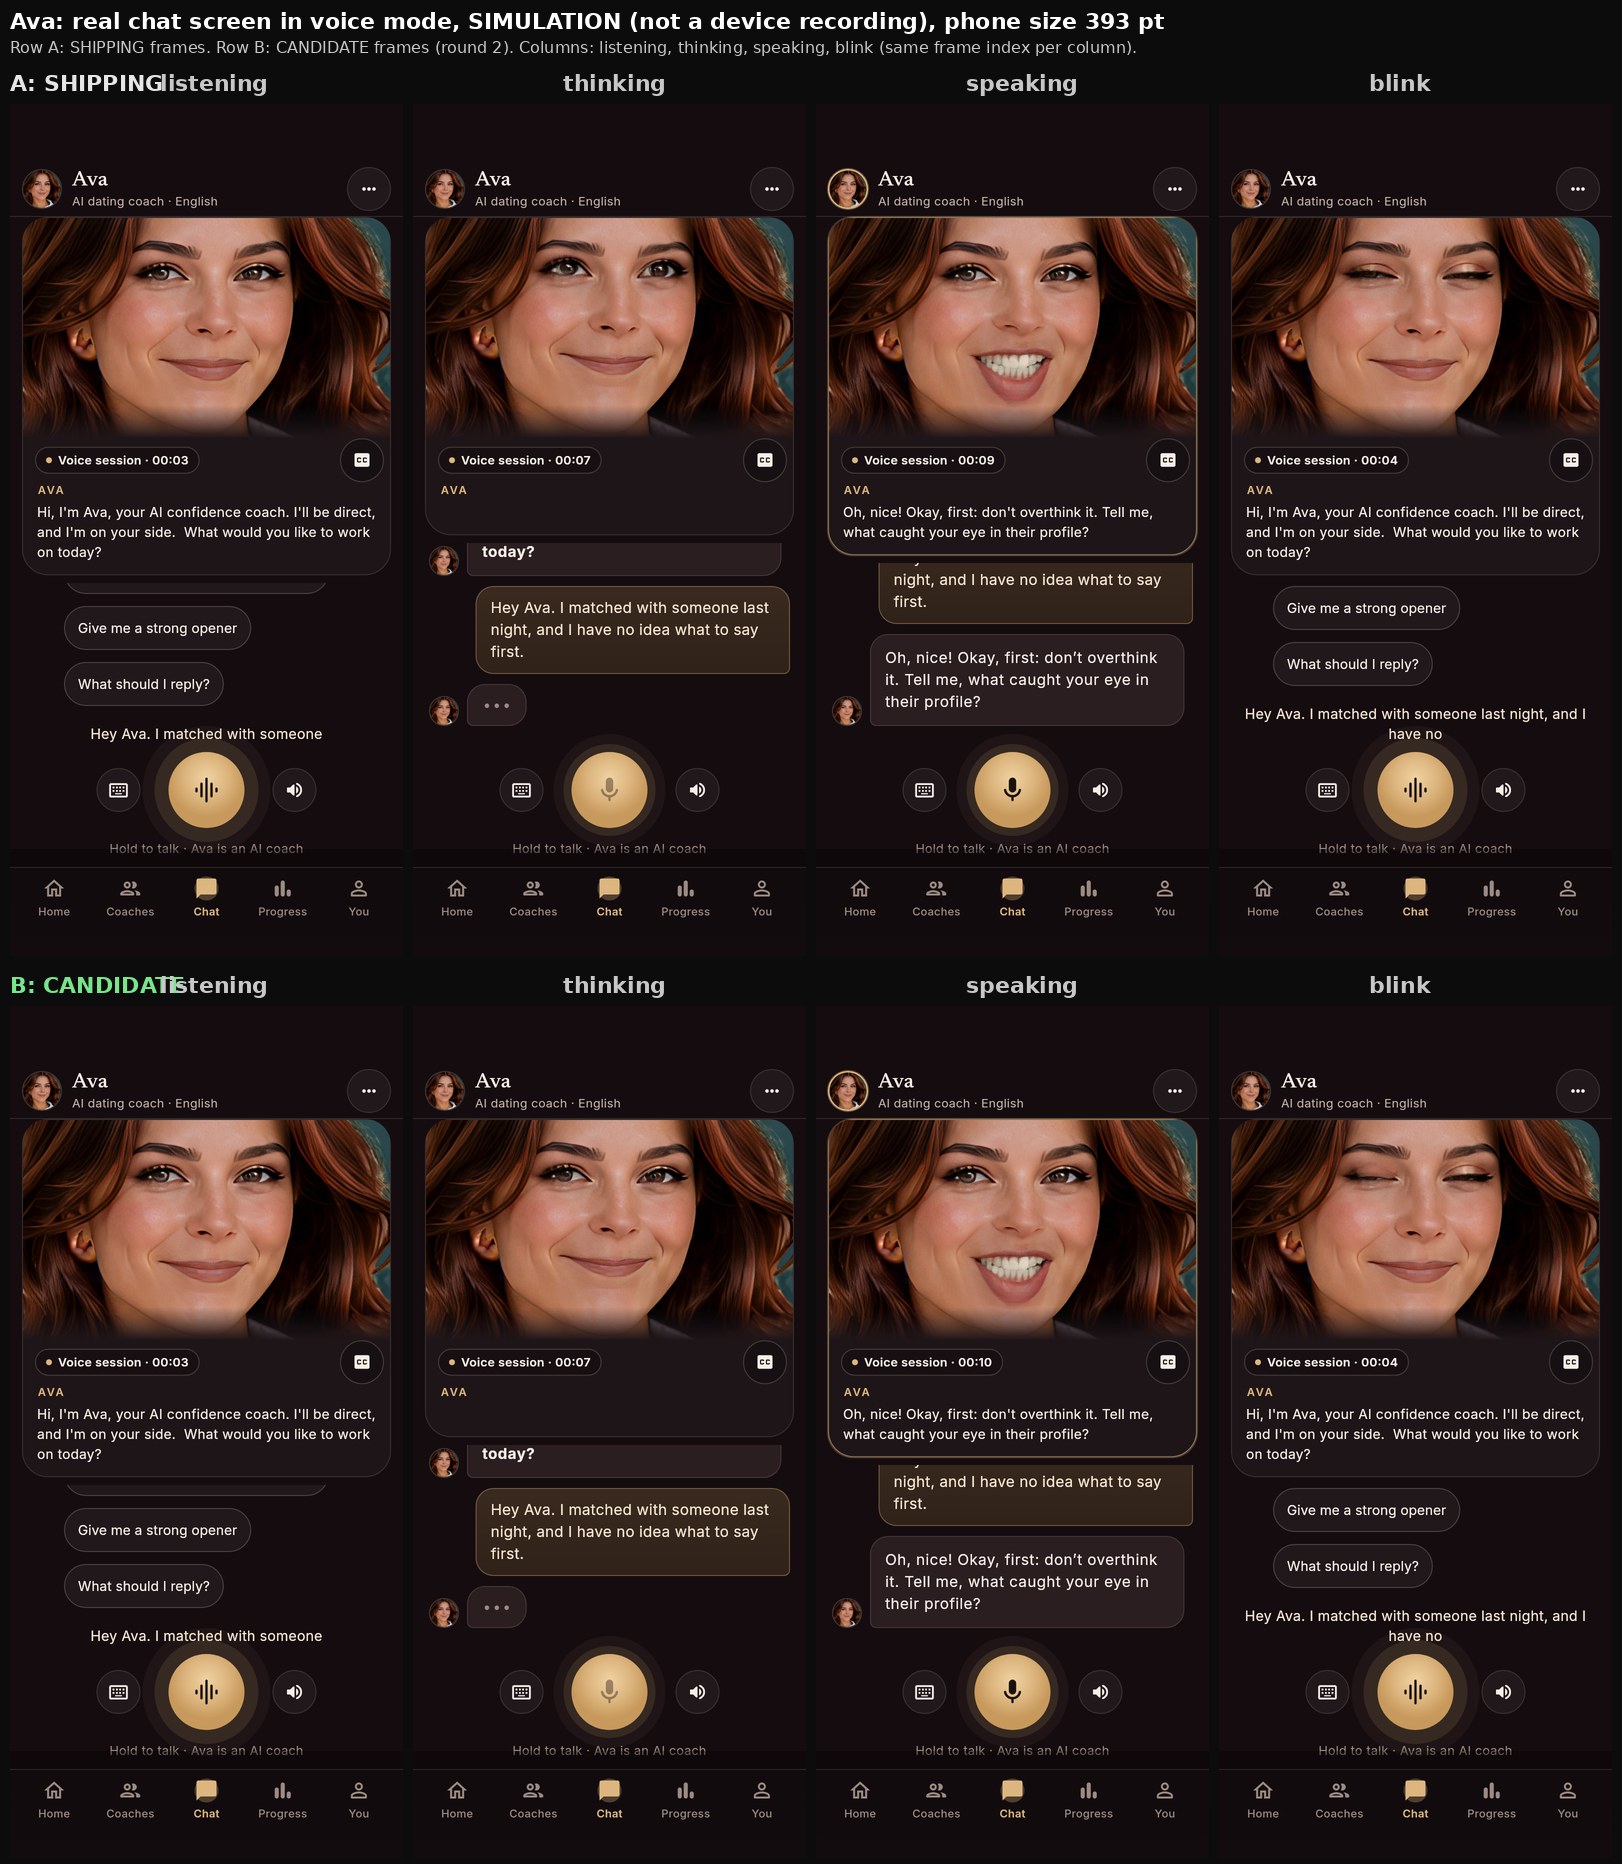 Ava: real chat screen in voice mode, SIMULATION (not a device recording), phone size 393 pt
Row A: SHIPPING frames. Row B: CANDIDATE frames (round 2). Columns: listening, thinking, speaking, blink (same frame index per column).
A: SHIPPING
listening
thinking
speaking
blink
Ava
AI dating coach · English
Voice session · 00:03
CC
AVA
Hi, I'm Ava, your AI confidence coach. I'll be direct,
and I'm on your side.  What would you like to work
on today?
Give me a strong opener
What should I reply?
Hey Ava. I matched with someone
Hold to talk · Ava is an AI coach
Home
Coaches
Chat
Progress
You
Ava
AI dating coach · English
Voice session · 00:07
CC
AVA
today?
Hey Ava. I matched with someone last
night, and I have no idea what to say
first.
Hold to talk · Ava is an AI coach
Home
Coaches
Chat
Progress
You
Ava
AI dating coach · English
Voice session · 00:09
CC
AVA
Oh, nice! Okay, first: don't overthink it. Tell me,
what caught your eye in their profile?
night, and I have no idea what to say
first.
Oh, nice! Okay, first: don’t overthink
it. Tell me, what caught your eye in
their profile?
Hold to talk · Ava is an AI coach
Home
Coaches
Chat
Progress
You
Ava
AI dating coach · English
Voice session · 00:04
CC
AVA
Hi, I'm Ava, your AI confidence coach. I'll be direct,
and I'm on your side.  What would you like to work
on today?
Give me a strong opener
What should I reply?
Hey Ava. I matched with someone last night, and I
have no
Hold to talk · Ava is an AI coach
Home
Coaches
Chat
Progress
You
B: CANDIDATE
listening
thinking
speaking
blink
Ava
AI dating coach · English
Voice session · 00:03
CC
AVA
Hi, I'm Ava, your AI confidence coach. I'll be direct,
and I'm on your side.  What would you like to work
on today?
Give me a strong opener
What should I reply?
Hey Ava. I matched with someone
Hold to talk · Ava is an AI coach
Home
Coaches
Chat
Progress
You
Ava
AI dating coach · English
Voice session · 00:07
CC
AVA
today?
Hey Ava. I matched with someone last
night, and I have no idea what to say
first.
Hold to talk · Ava is an AI coach
Home
Coaches
Chat
Progress
You
Ava
AI dating coach · English
Voice session · 00:10
CC
AVA
Oh, nice! Okay, first: don't overthink it. Tell me,
what caught your eye in their profile?
night, and I have no idea what to say
first.
Oh, nice! Okay, first: don’t overthink
it. Tell me, what caught your eye in
their profile?
Hold to talk · Ava is an AI coach
Home
Coaches
Chat
Progress
You
Ava
AI dating coach · English
Voice session · 00:04
CC
AVA
Hi, I'm Ava, your AI confidence coach. I'll be direct,
and I'm on your side.  What would you like to work
on today?
Give me a strong opener
What should I reply?
Hey Ava. I matched with someone last night, and I
have no
Hold to talk · Ava is an AI coach
Home
Coaches
Chat
Progress
You